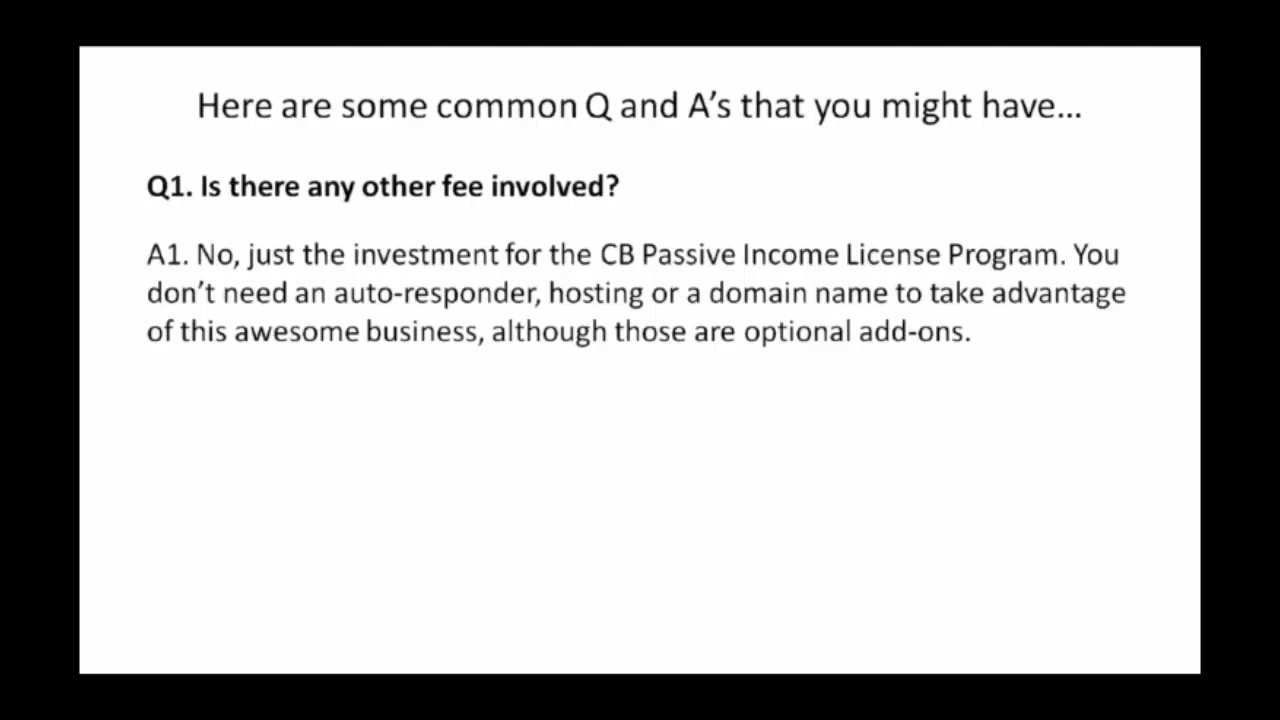 Here are some common Q and A’s that you might have…
Q1. Is there any other fee involved?
A1. No, just the investment for the CB Passive Income License Program. You
don’t need an auto-responder, hosting or a domain name to take advantage
of this awesome business, although those are optional add-ons.